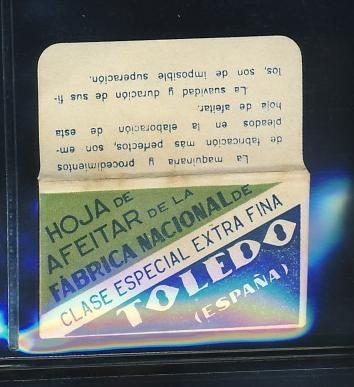 La maquinaria y procedimientos
de fabricación más perfectos, son em-
pleados en la elaboración de esta
hoja de afeitar.
La suavidad y duración de sus fi-
los, son de imposible superación.
HOJA DE
AFEITAR DE LA
FÁBRICA NACIONAL DE
CLASE ESPECIAL EXTRA FINA
TOLEDO
(ESPAÑA)